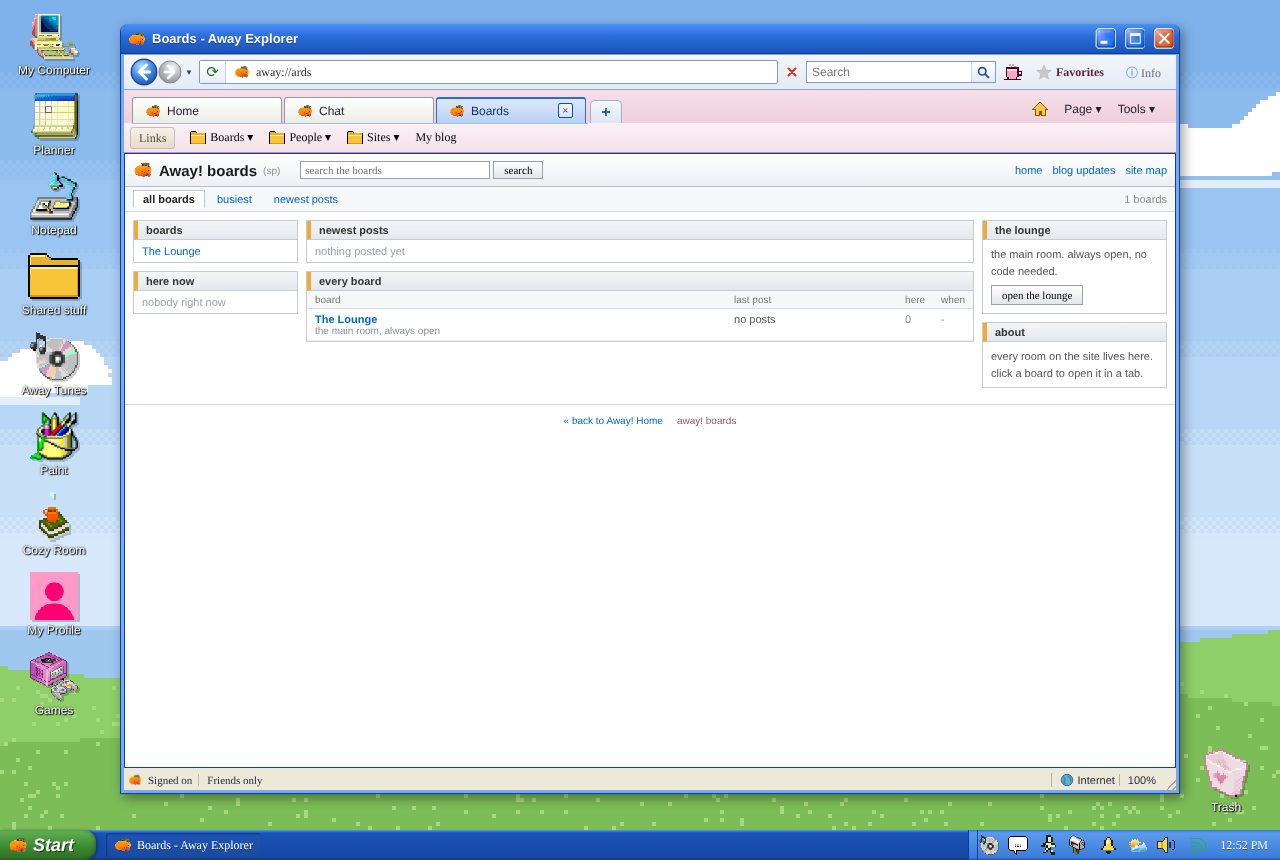 My Computer
Planner
Notepad
Shared stuff
Away Tunes
Paint
Cozy Room
My Profile
Games
Boards - Away Explorer
away://ards
Search
Favorites
Info
Home
Chat
Boards
Page ▾
Tools ▾
Links
Boards ▾
People ▾
Sites ▾
My blog
Away! boards (sp)
search the boards
search
home
blog updates
site map
all boards
busiest
newest posts
1 boards
boards
The Lounge
here now
nobody right now
newest posts
nothing posted yet
every board
board last post here when
The Lounge no posts 0 -
the main room, always open
the lounge
the main room. always open, no
code needed.
open the lounge
about
every room on the site lives here.
click a board to open it in a tab.
« back to Away! Home
away! boards
Signed on
Friends only
Internet
100%
Trash
Start
Boards - Away Explorer
12:52 PM